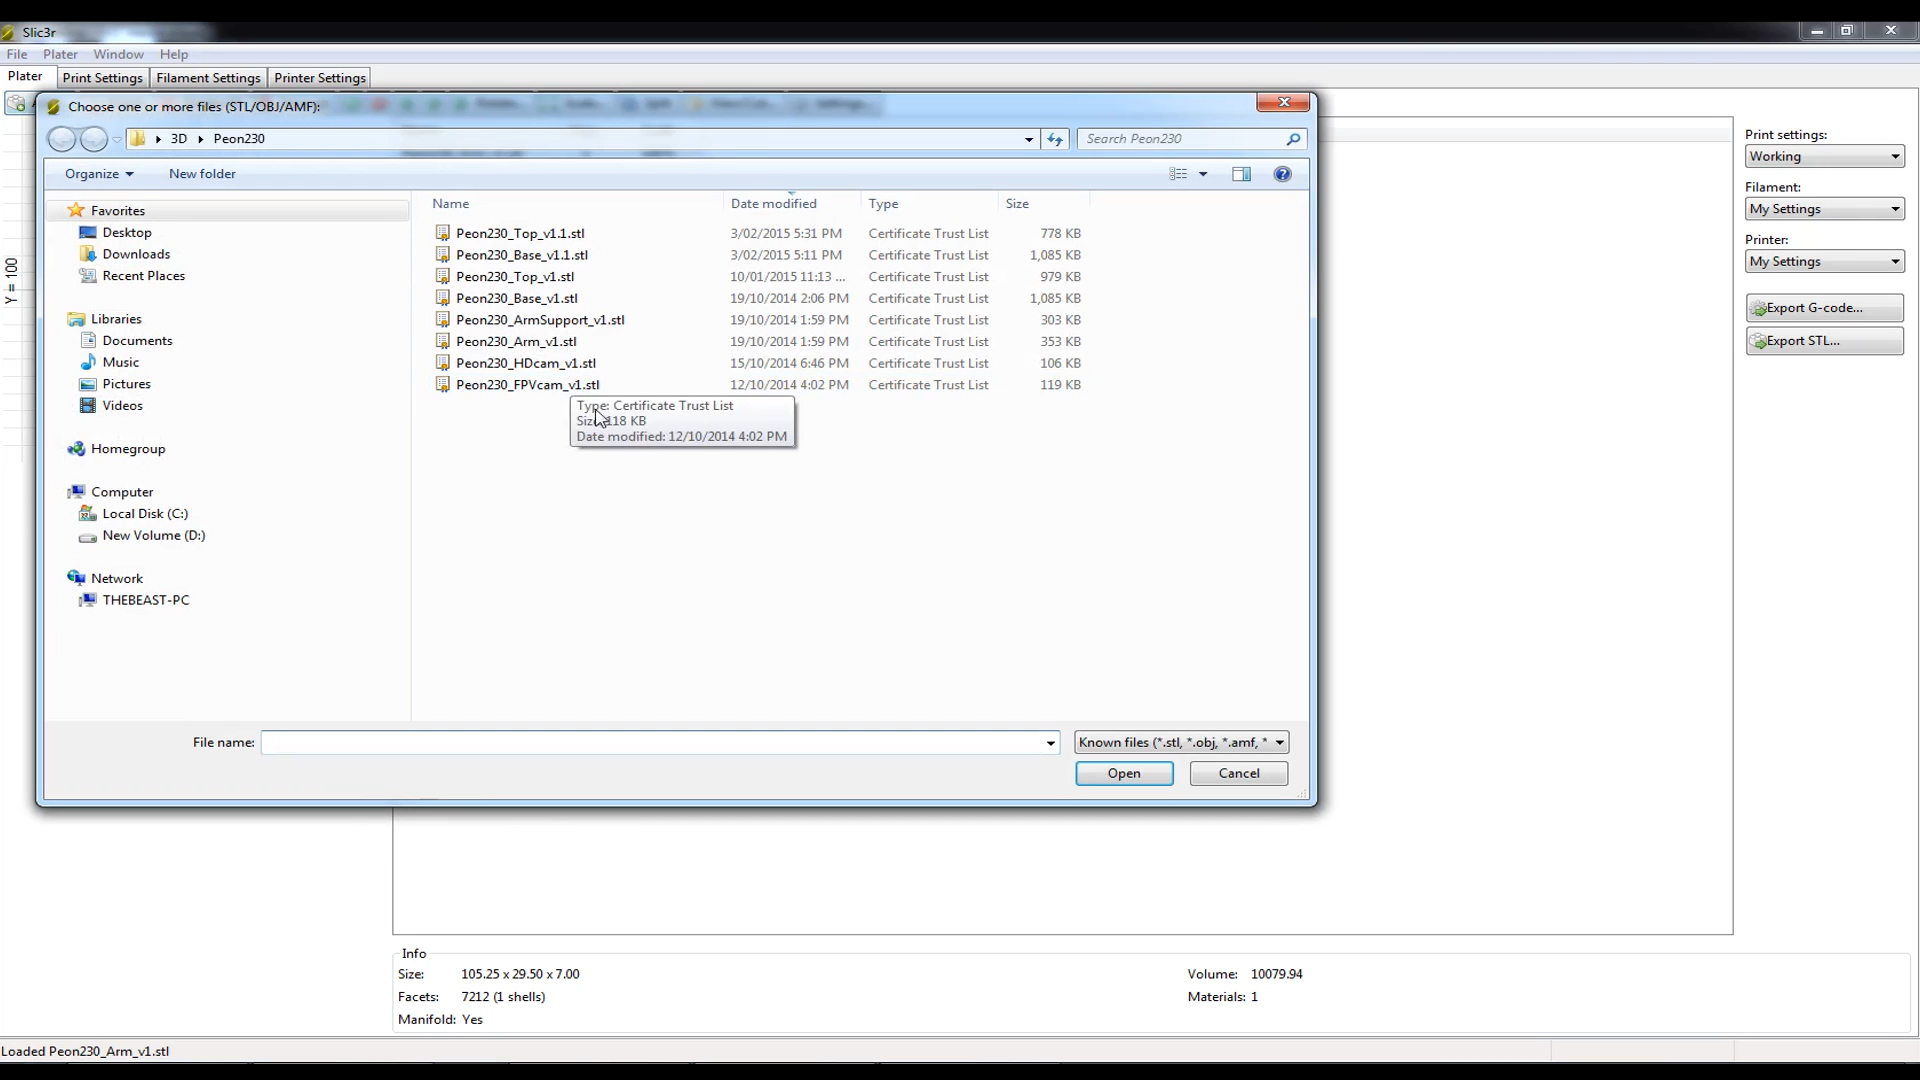 Slic3r
File Plater Window Help
Plater Print Settings Filament Settings Printer Settings
Choose one or more files (STL/OBJ/AMF):
3D Peon230 Search Peon230
Organize New folder
Name Date modified Type Size
Favorites
Desktop
Downloads
Recent Places
Libraries
Documents
Music
Pictures
Videos
Homegroup
Computer
Local Disk (C:)
New Volume (D:)
Network
THEBEAST-PC
Peon230_Top_v1.1.stl 3/02/2015 5:31 PM Certificate Trust List 778 KB
Peon230_Base_v1.1.stl 3/02/2015 5:11 PM Certificate Trust List 1,085 KB
Peon230_Top_v1.stl 10/01/2015 11:13 ... Certificate Trust List 979 KB
Peon230_Base_v1.stl 19/10/2014 2:06 PM Certificate Trust List 1,085 KB
Peon230_ArmSupport_v1.stl 19/10/2014 1:59 PM Certificate Trust List 303 KB
Peon230_Arm_v1.stl 19/10/2014 1:59 PM Certificate Trust List 353 KB
Peon230_HDcam_v1.stl 15/10/2014 6:46 PM Certificate Trust List 106 KB
Peon230_FPVcam_v1.stl 12/10/2014 4:02 PM Certificate Trust List 119 KB
Type: Certificate Trust List
Size: 118 KB
Date modified: 12/10/2014 4:02 PM
File name: Known files (*.stl, *.obj, *.amf, *
Open Cancel
Y = 100
Print settings:
Working
Filament:
My Settings
Printer:
My Settings
Export G-code...
Export STL...
Info
Size: 105.25 x 29.50 x 7.00 Volume: 10079.94
Facets: 7212 (1 shells) Materials: 1
Manifold: Yes
Loaded Peon230_Arm_v1.stl